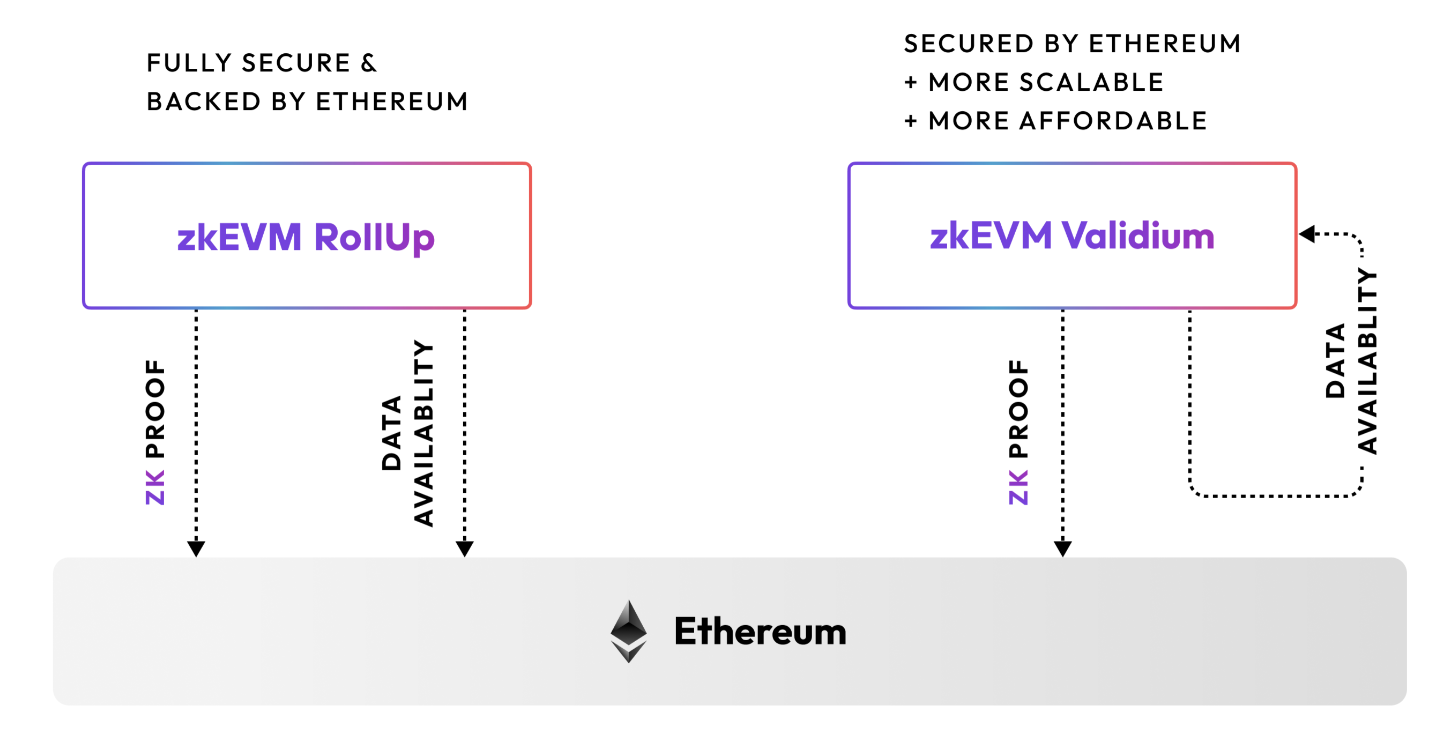 FULLY SECURE &
BACKED BY ETHEREUM
SECURED BY ETHEREUM
+ MORE SCALABLE
+ MORE AFFORDABLE
zkEVM RollUp
zkEVM Validium
ZK PROOF
DATA
AVAILABLITY
ZK PROOF
DATA
AVAILABLITY
Ethereum